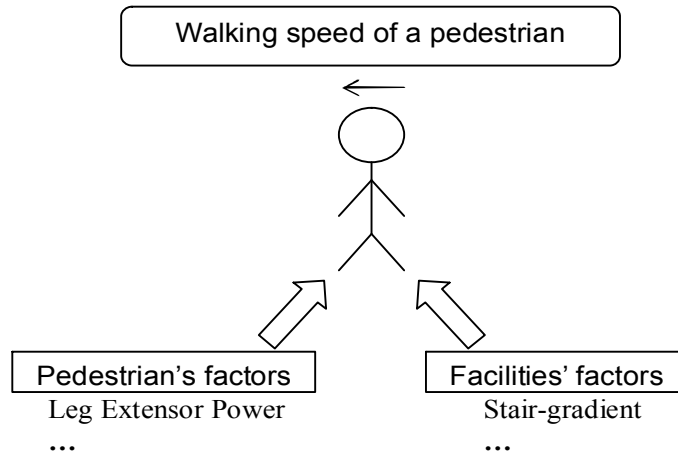 Walking speed of a pedestrian
Pedestrian's factors
Leg Extensor Power
...
Facilities' factors
Stair-gradient
...